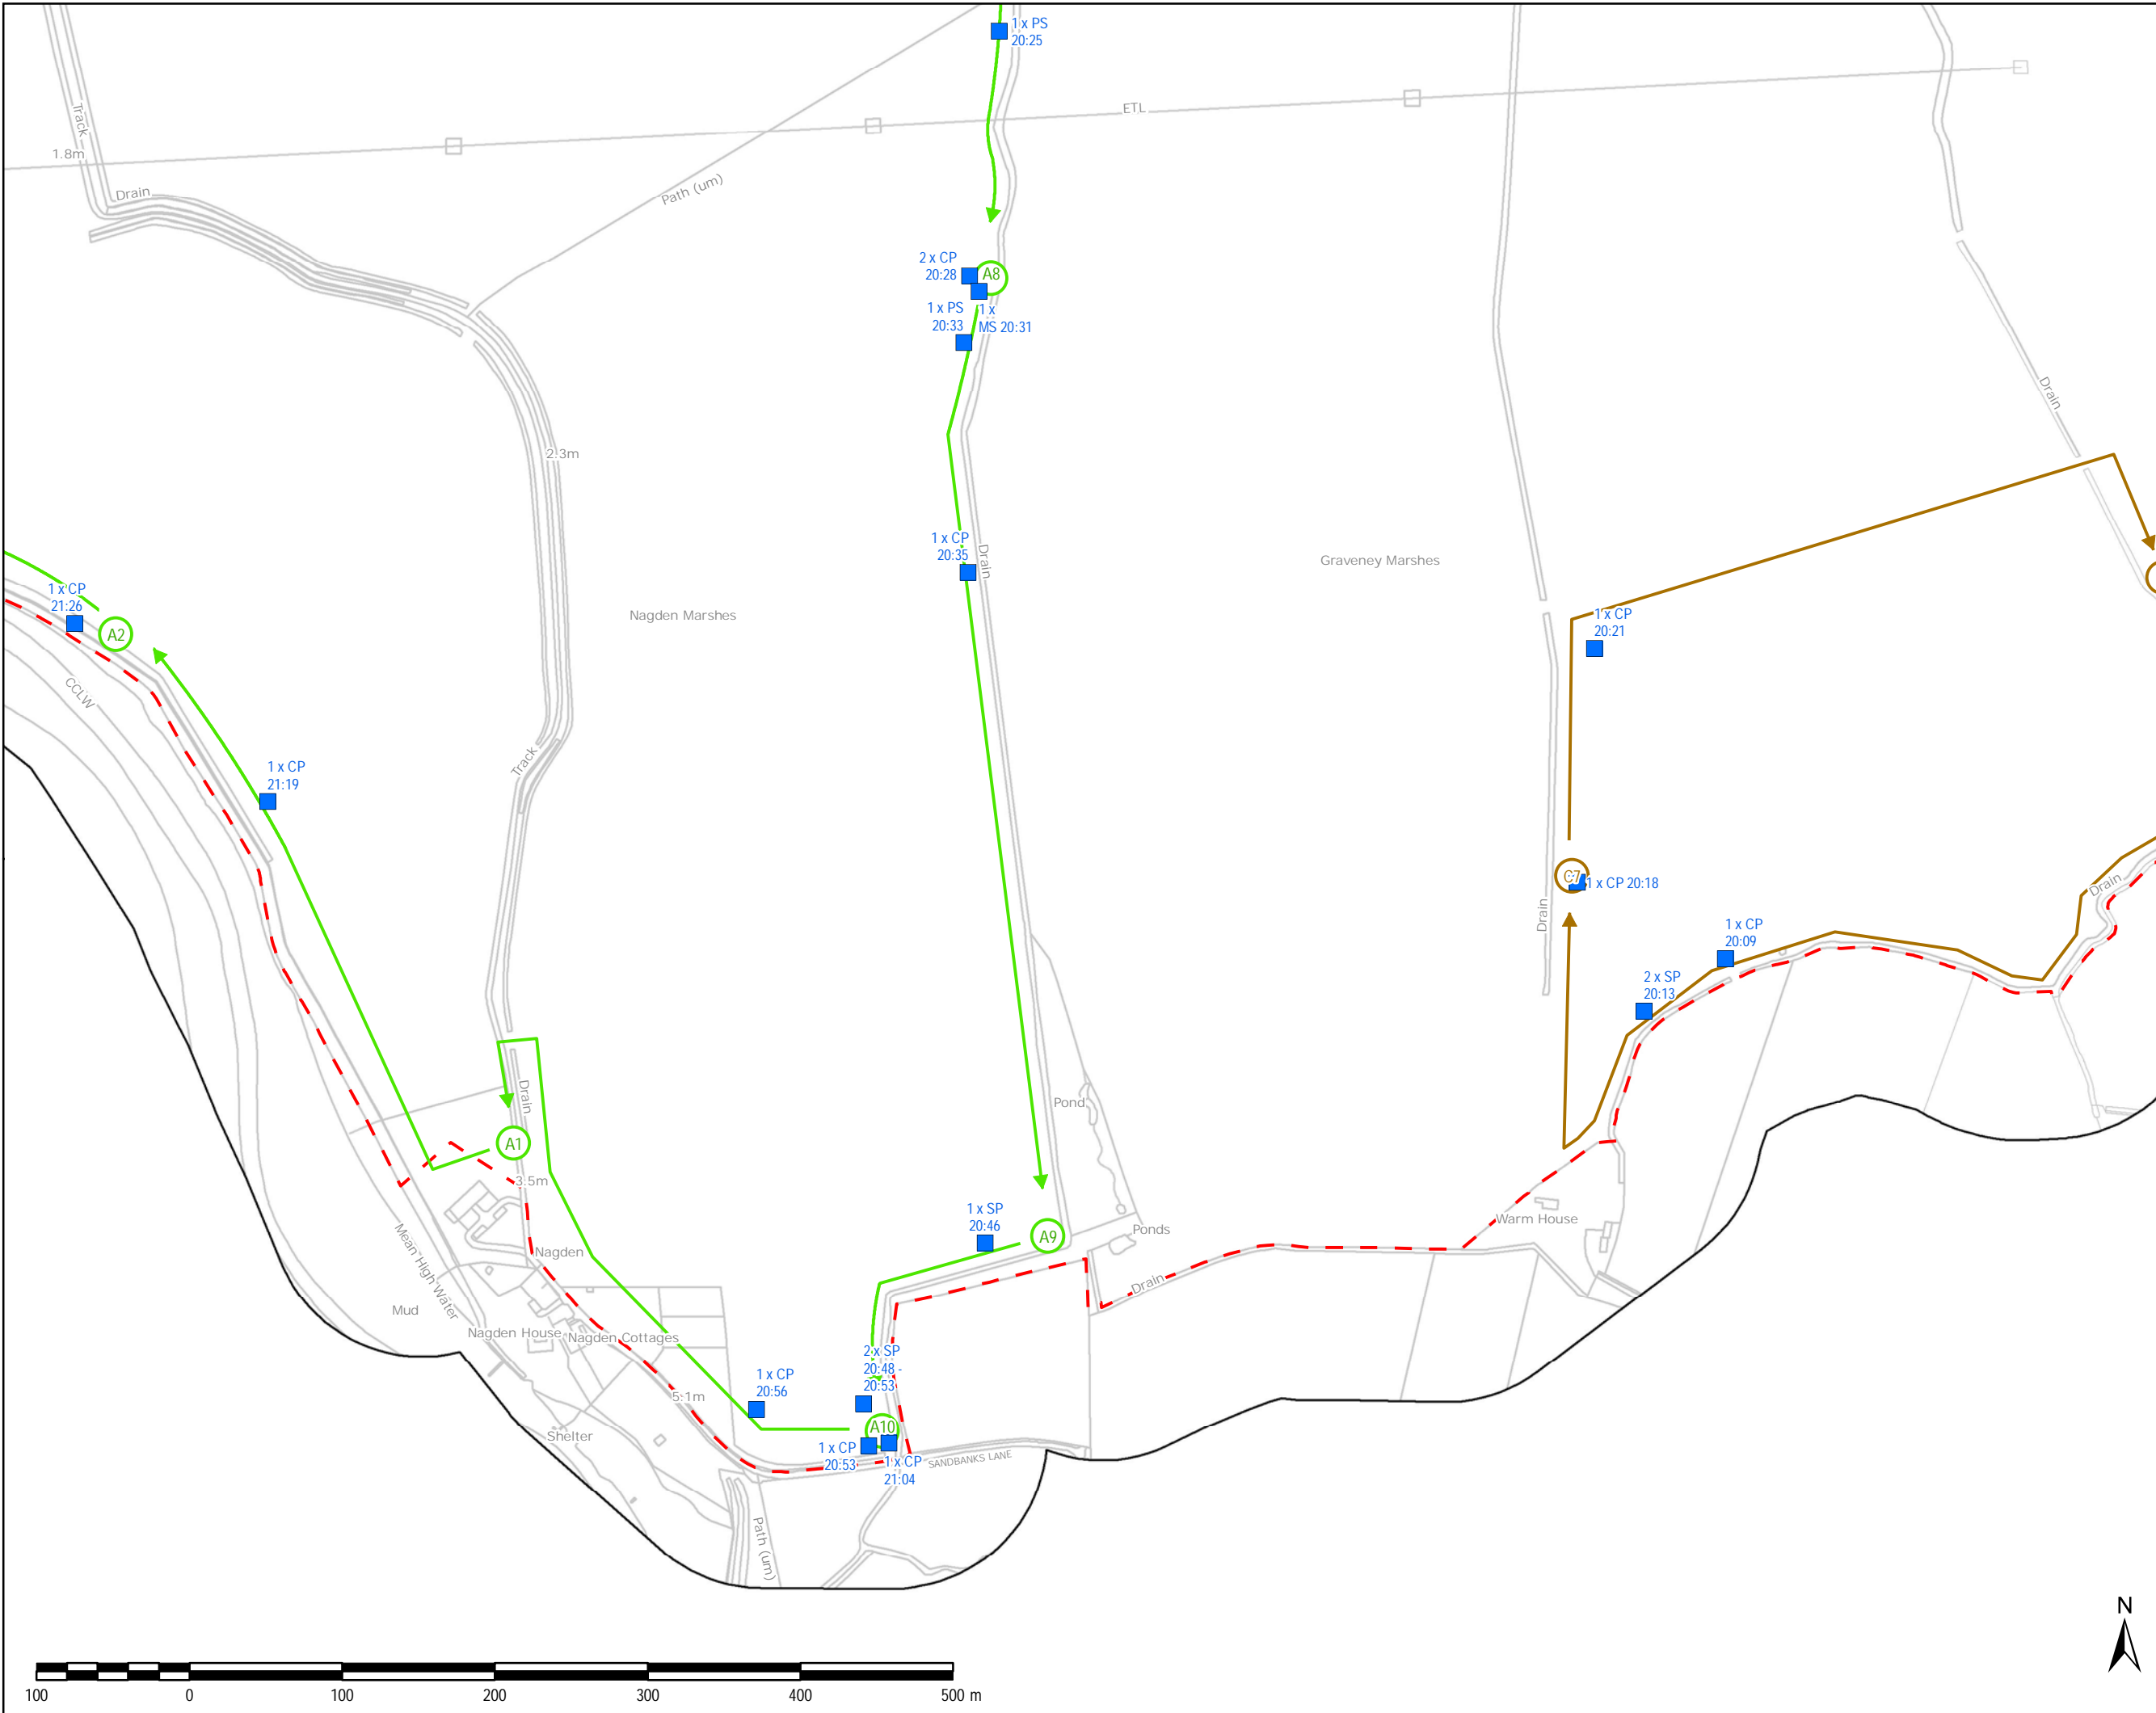 1 x PS
20:25
ETL
Track
1.8m
Drain
Path (um)
2 x CP
20:28
A8
1 x PS
20:33
1 x
MS 20:31
Drain
2.3m
1 x CP
20:35
Drain
Graveney Marshes
Nagden Marshes
1 x CP
21:26
A2
1 x CP
20:21
CCLW
Track
1 x CP
21:19
C7
1 x CP 20:18
Drain
Drain
1 x CP
20:09
2 x SP
20:13
Drain
Pond
A1
3.5m
1 x SP
20:46
A9
Ponds
Warm House
Mean High Water
Nagden
Drain
Mud
Nagden House
Nagden Cottages
2 x SP
20:48 -
20:53
1 x CP
20:56
5.1m
A10
Shelter
1 x CP
20:53
1 x CP
21:04
SANDBANKS LANE
Path (um)
N
100 0 100 200 300 400 500 m